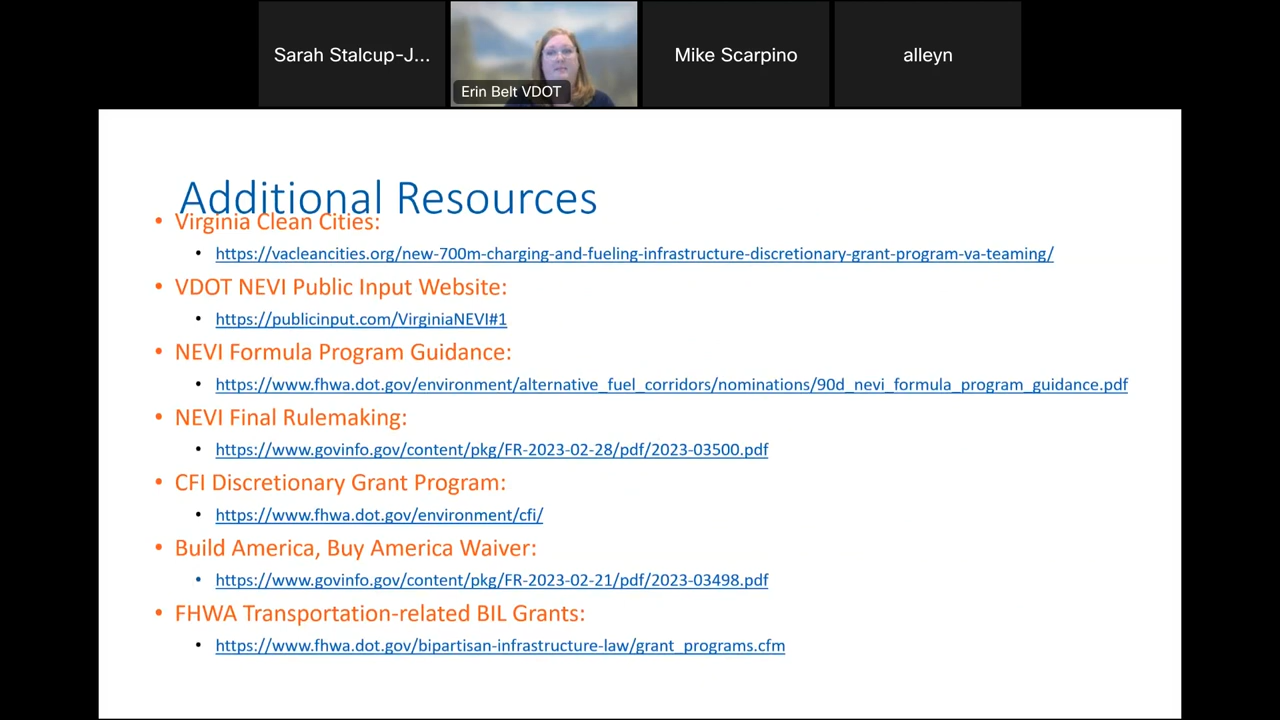 Sarah Stalcup-J...
Erin Belt VDOT
Mike Scarpino
alleyn
Additional Resources
• Virginia Clean Cities:
• https://vacleancities.org/new-700m-charging-and-fueling-infrastructure-discretionary-grant-program-va-teaming/
• VDOT NEVI Public Input Website:
• https://publicinput.com/VirginiaNEVI#1
• NEVI Formula Program Guidance:
• https://www.fhwa.dot.gov/environment/alternative_fuel_corridors/nominations/90d_nevi_formula_program_guidance.pdf
• NEVI Final Rulemaking:
• https://www.govinfo.gov/content/pkg/FR-2023-02-28/pdf/2023-03500.pdf
• CFI Discretionary Grant Program:
• https://www.fhwa.dot.gov/environment/cfi/
• Build America, Buy America Waiver:
• https://www.govinfo.gov/content/pkg/FR-2023-02-21/pdf/2023-03498.pdf
• FHWA Transportation-related BIL Grants:
• https://www.fhwa.dot.gov/bipartisan-infrastructure-law/grant_programs.cfm